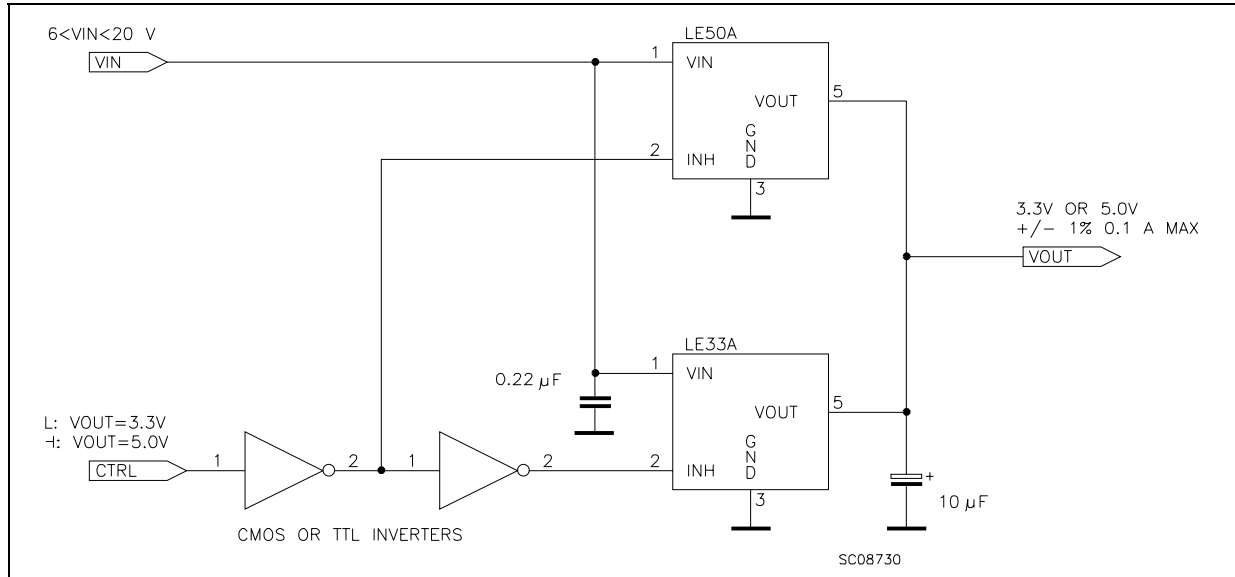 6<VIN<20 V
VIN
LE50A
1
VIN
VOUT
5
GND
2
INH
3
3.3V OR 5.0V
+/- 1% 0.1 A MAX
VOUT
LE33A
1
VIN
0.22 µF
VOUT
5
GND
2
INH
3
+
10 µF
L: VOUT=3.3V
H: VOUT=5.0V
CTRL
1
2
1
2
CMOS OR TTL INVERTERS
SC08730